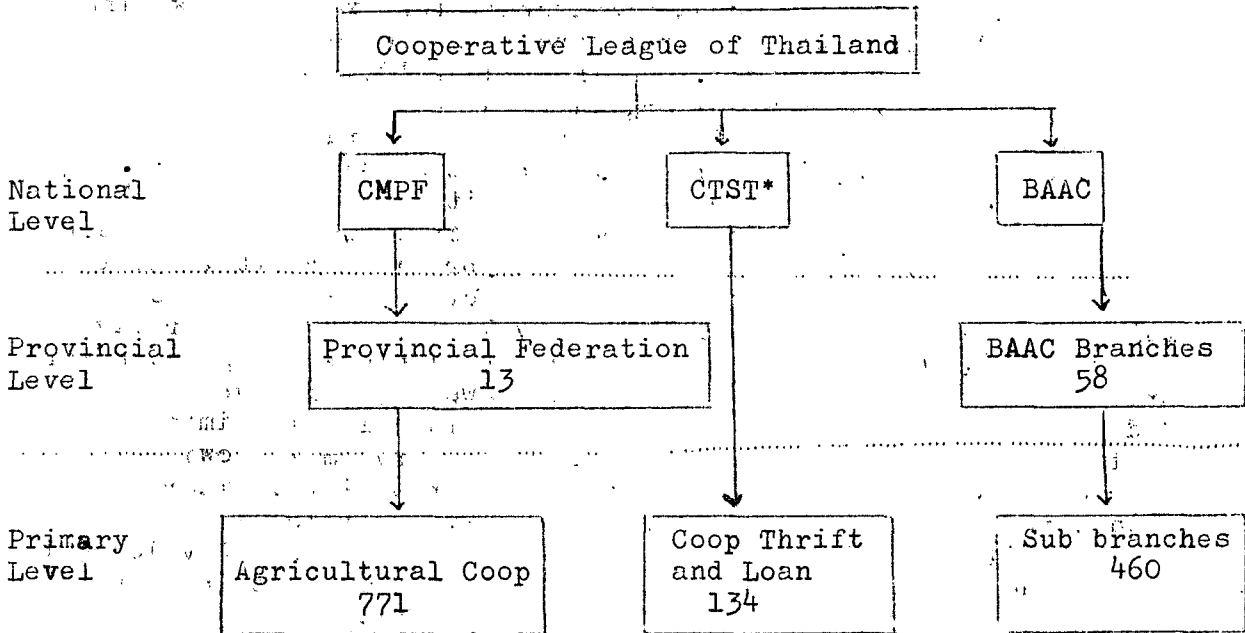 Cooperative League of Thailand
National
Level
CMPF
CTST*
BAAC
Provincial
Level
Provincial Federation
13
BAAC Branches
58
Primary
Level
Agricultural Coop
771
Coop Thrift
and Loan
134
Sub branches
460